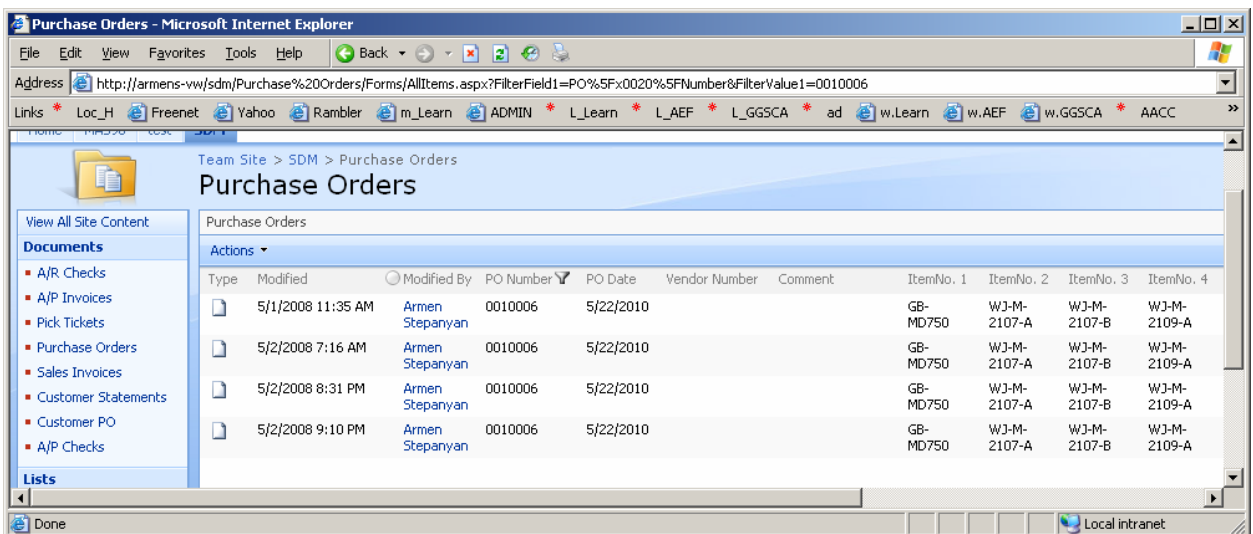 Purchase Orders - Microsoft Internet Explorer
File Edit View Favorites Tools Help Back
Address http://armens-vw/sdm/Purchase%20Orders/Forms/AllItems.aspx?FilterField1=PO%5Fx0020%5FNumber&FilterValue1=0010006
Links Loc_H Freenet Yahoo Rambler m_Learn ADMIN L_Learn L_AEF L_GGSCA ad w.Learn w.AEF w.GGSCA AACC »
Team Site > SDM > Purchase Orders
Purchase Orders
View All Site Content
Documents
A/R Checks
A/P Invoices
Pick Tickets
Purchase Orders
Sales Invoices
Customer Statements
Customer PO
A/P Checks
Lists
Purchase Orders
Actions
Type Modified Modified By PO Number PO Date Vendor Number Comment ItemNo. 1 ItemNo. 2 ItemNo. 3 ItemNo. 4
5/1/2008 11:35 AM Armen 0010006 5/22/2010 GB- WJ-M- WJ-M- WJ-M-
Stepanyan MD750 2107-A 2107-B 2109-A
5/2/2008 7:16 AM Armen 0010006 5/22/2010 GB- WJ-M- WJ-M- WJ-M-
Stepanyan MD750 2107-A 2107-B 2109-A
5/2/2008 8:31 PM Armen 0010006 5/22/2010 GB- WJ-M- WJ-M- WJ-M-
Stepanyan MD750 2107-A 2107-B 2109-A
5/2/2008 9:10 PM Armen 0010006 5/22/2010 GB- WJ-M- WJ-M- WJ-M-
Stepanyan MD750 2107-A 2107-B 2109-A
Done Local intranet